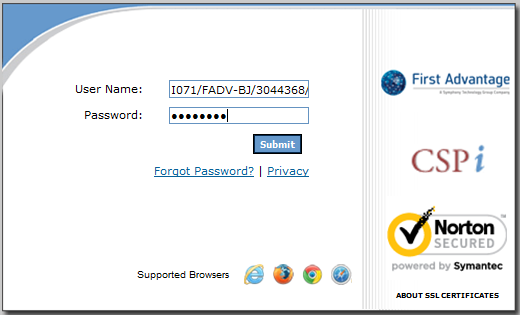 User Name: I071/FADV-BJ/3044368/
Password: ••••••••
Submit
Forgot Password? | Privacy
Supported Browsers
First Advantage
A Symphony Technology Group Company
CSPi
Norton
SECURED
powered by Symantec
ABOUT SSL CERTIFICATES